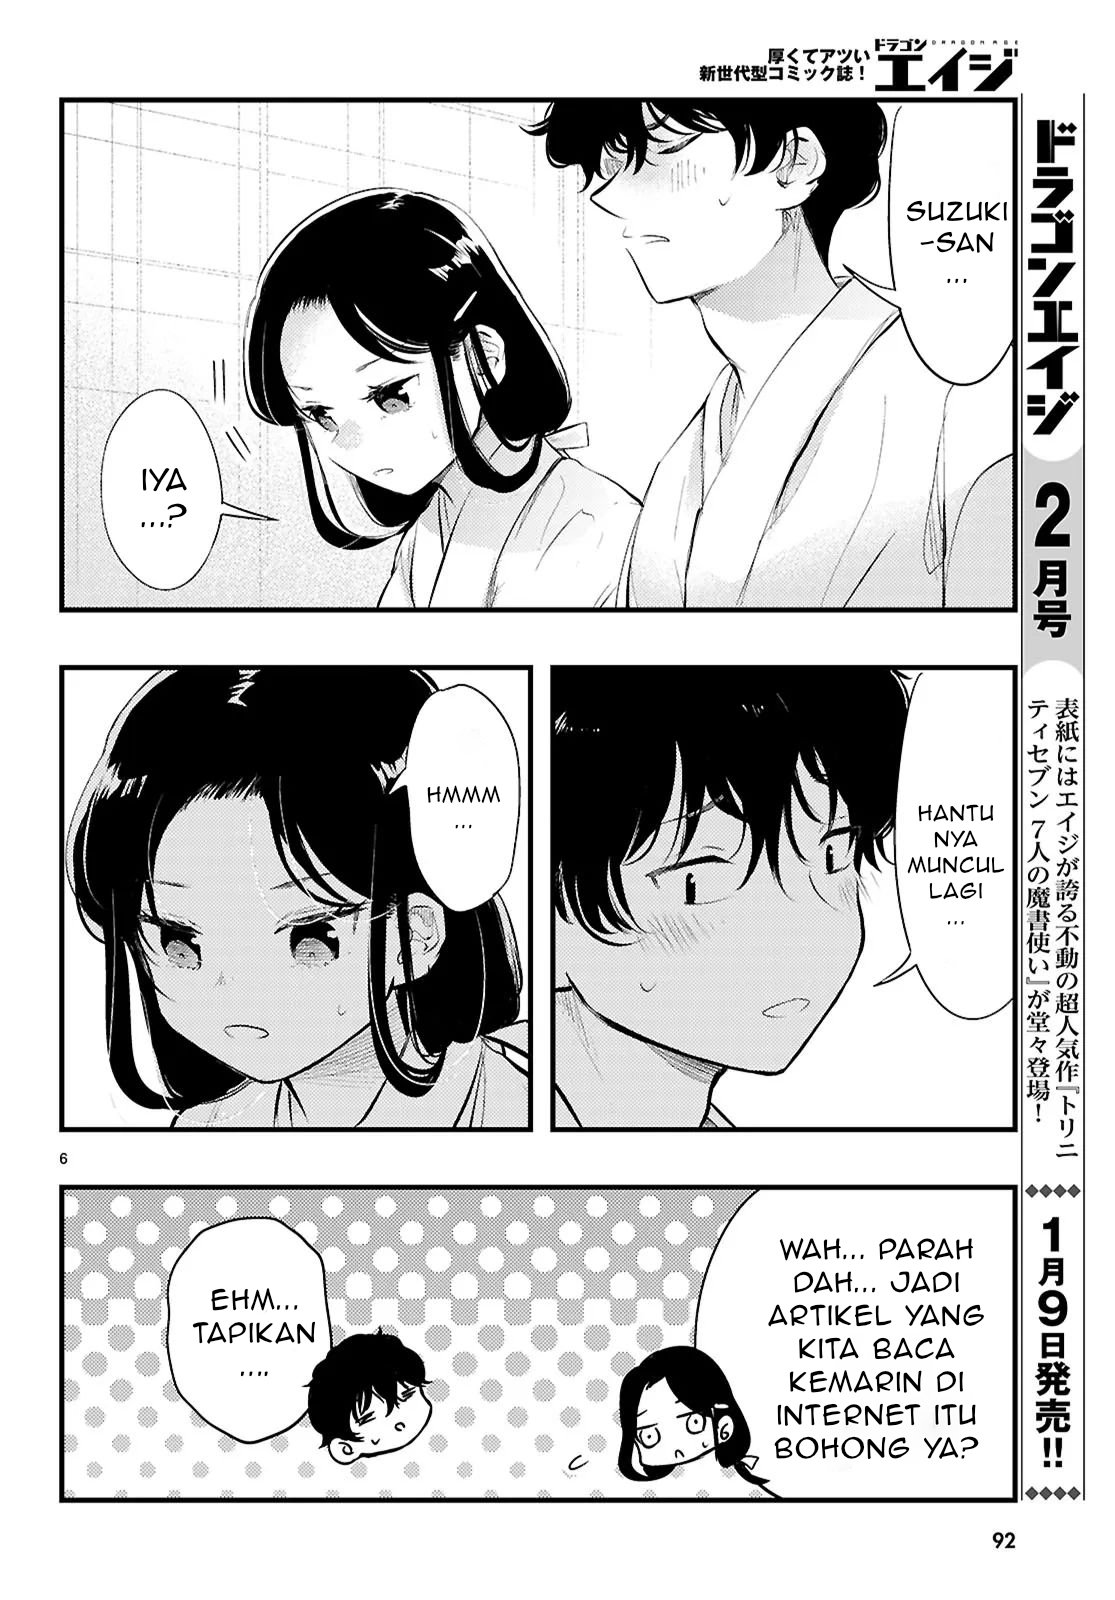 厚くてアツい
新世代型コミック誌！
ドラゴン
DRAGON AGE
エイジ
SUZUKI
-SAN
...
IYA
...?
HANTU
NYA
MUNCUL
LAGI
...
HMMM
...
6
WAH... PARAH
DAH... JADI
ARTIKEL YANG
KITA BACA
KEMARIN DI
INTERNET ITU
BOHONG YA?
EHM...
TAPIKAN
....
ドラゴンエイジ
2月号
表紙にはエイジが誇る不動の超人気作『トリニ
ティセブン 7人の魔書使い』が堂々登場！
1月9日発売!!
92